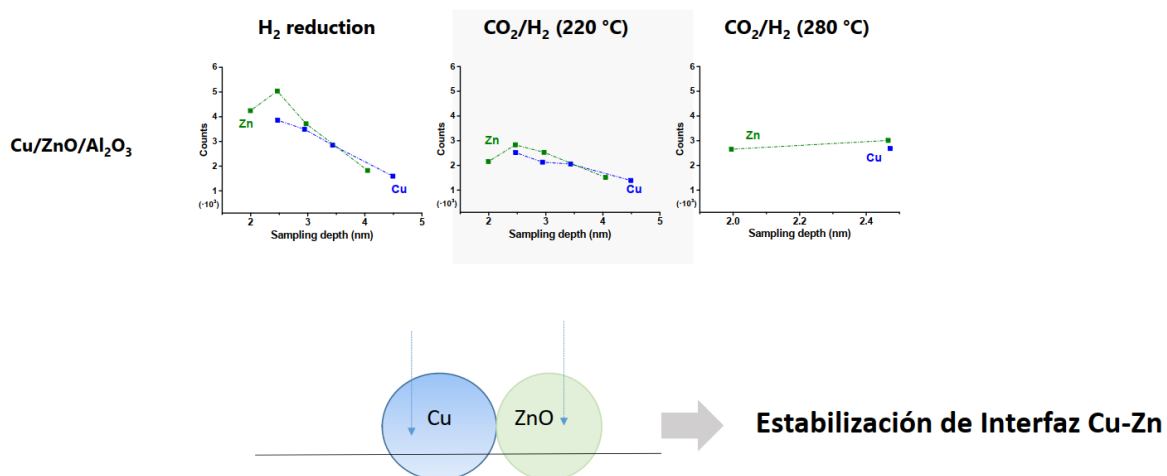 H₂ reduction
CO₂/H₂ (220 °C)
CO₂/H₂ (280 °C)
Cu/ZnO/Al₂O₃
6
5
4
3
2
1
(·10³)
Counts
Zn
Cu
2 3 4 5
Sampling depth (nm)
6
5
4
3
2
1
(·10³)
Counts
Zn
Cu
2 3 4 5
Sampling depth (nm)
6
5
4
3
2
1
(·10³)
Counts
Zn
Cu
2.0 2.2 2.4
Sampling depth (nm)
Cu ZnO
Estabilización de Interfaz Cu-Zn